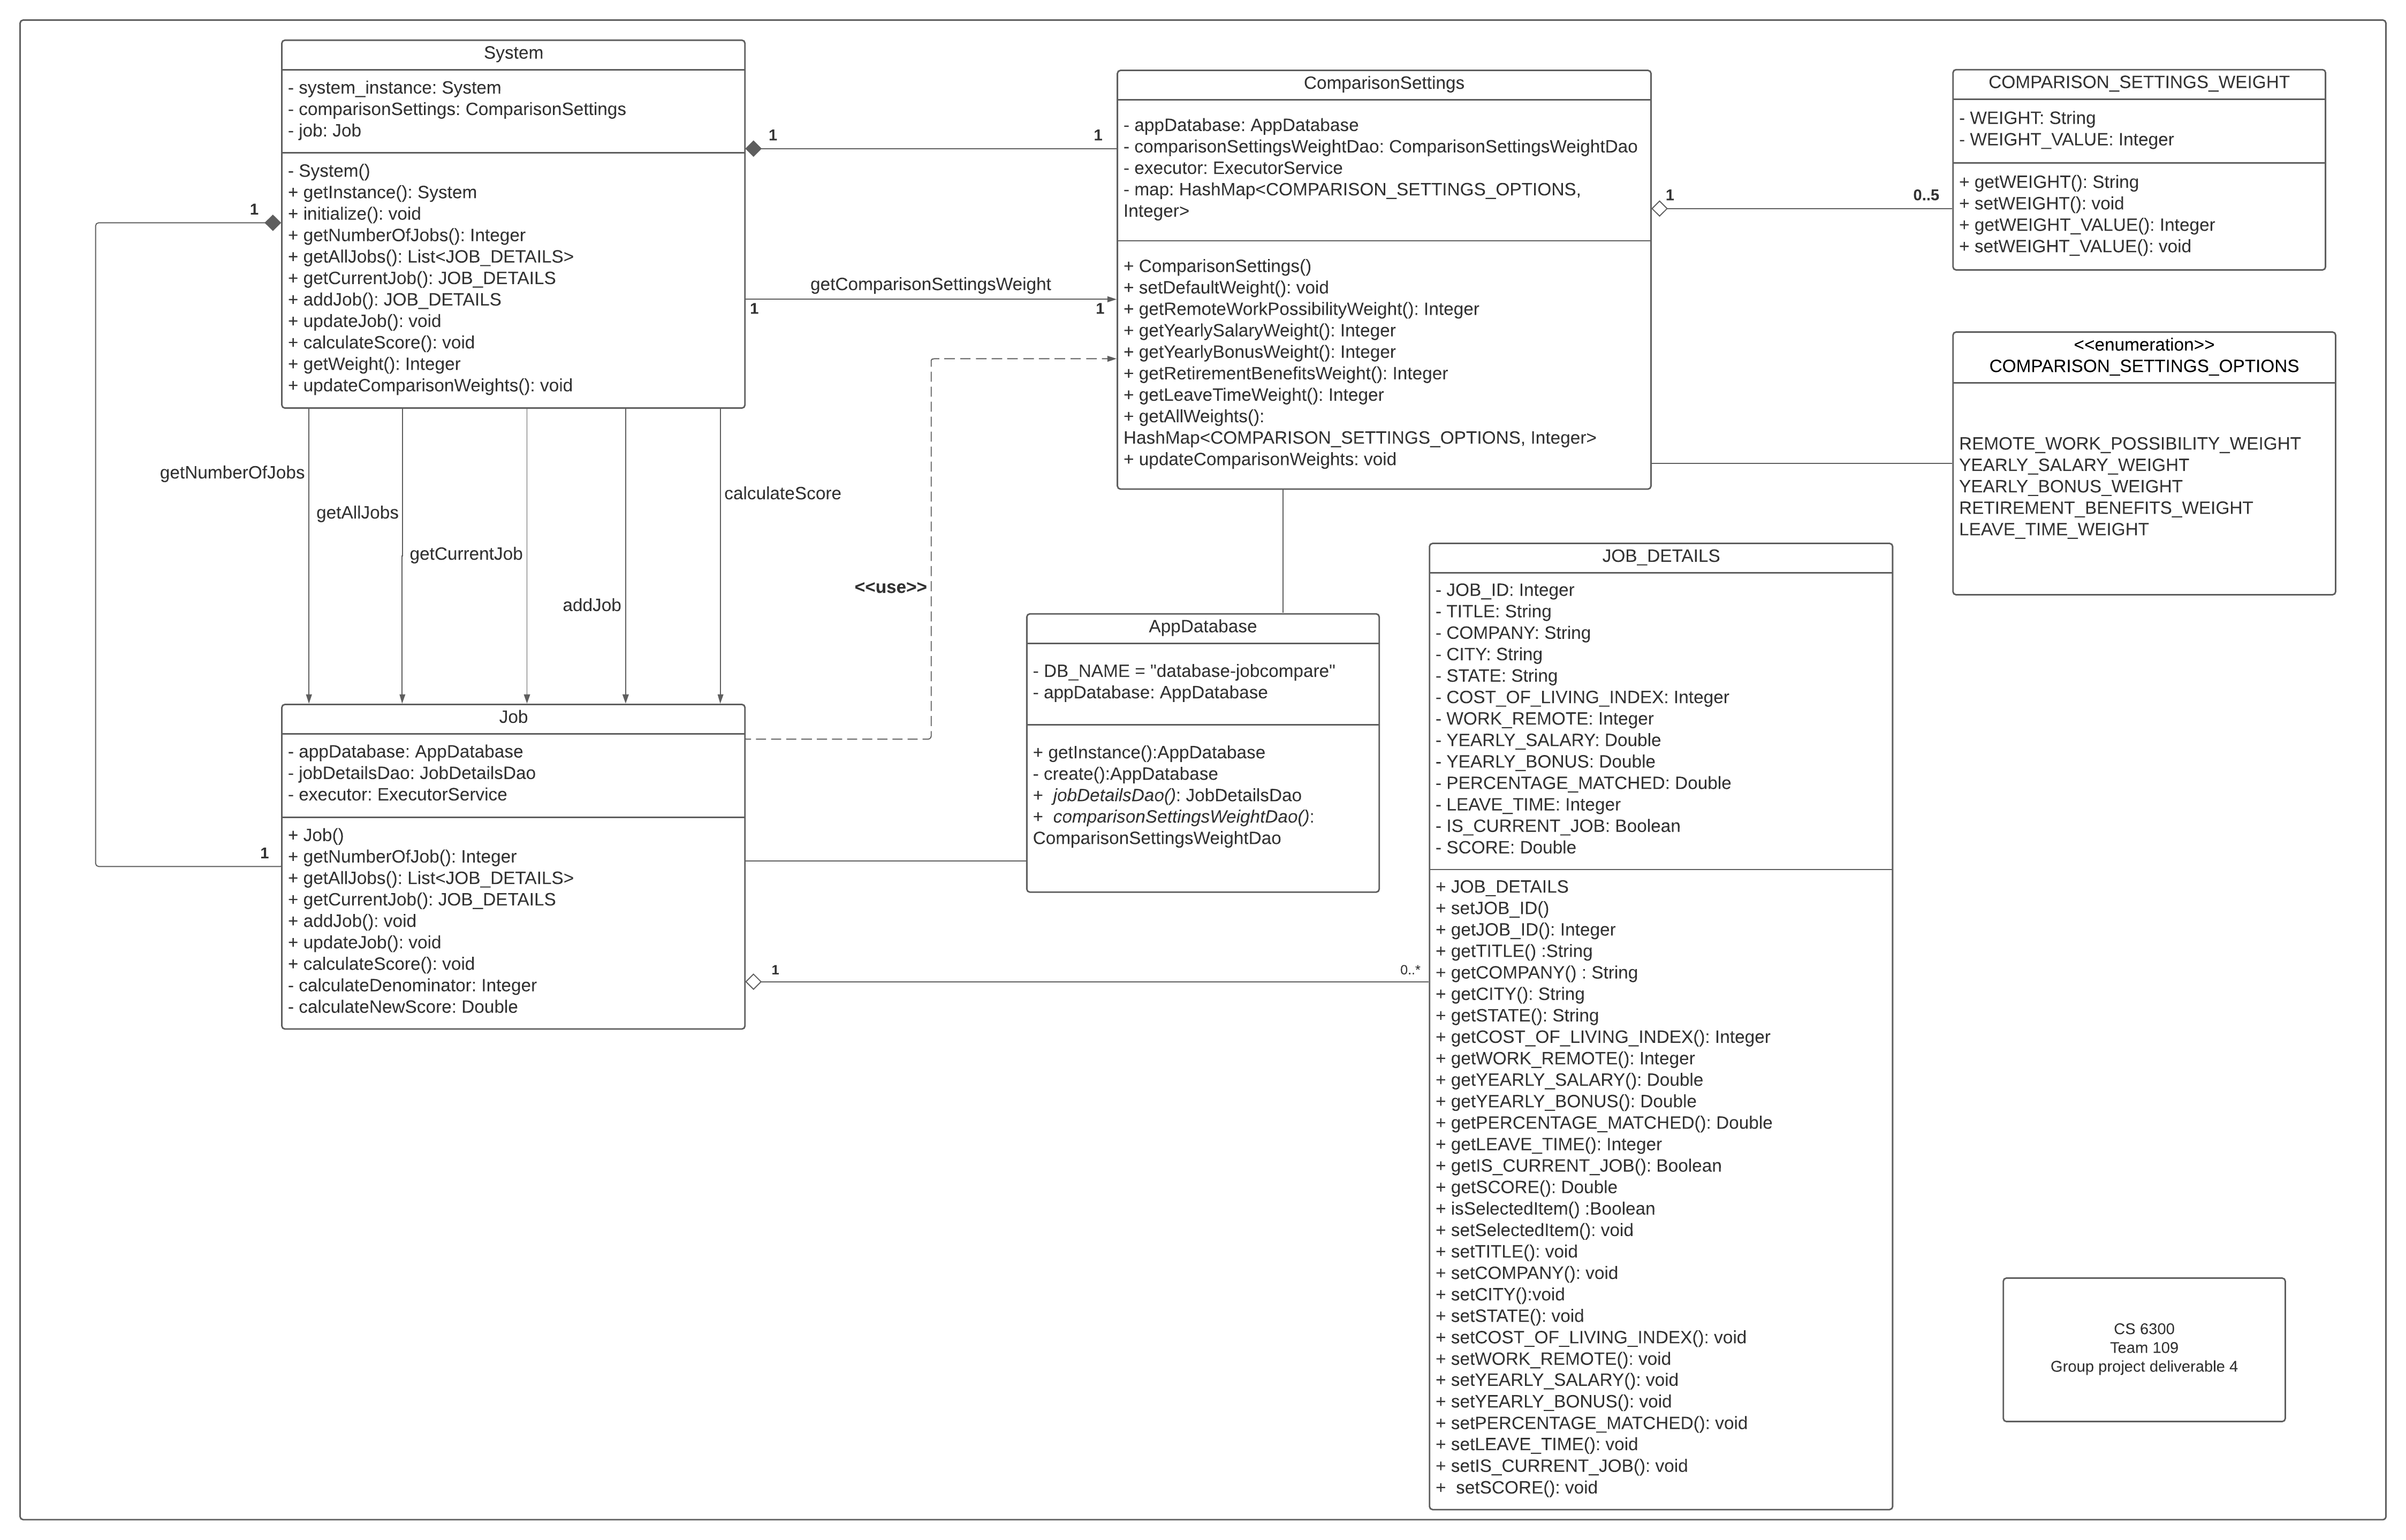 System
- system_instance: System
- comparisonSettings: ComparisonSettings
- job: Job
- System()
+ getInstance(): System
+ initialize(): void
+ getNumberOfJobs(): Integer
+ getAllJobs(): List<JOB_DETAILS>
+ getCurrentJob(): JOB_DETAILS
+ addJob(): JOB_DETAILS
+ updateJob(): void
+ calculateScore(): void
+ getWeight(): Integer
+ updateComparisonWeights(): void
1
1
1
1
getComparisonSettingsWeight
1
1
ComparisonSettings
- appDatabase: AppDatabase
- comparisonSettingsWeightDao: ComparisonSettingsWeightDao
- executor: ExecutorService
- map: HashMap<COMPARISON_SETTINGS_OPTIONS,
Integer>
+ ComparisonSettings()
+ setDefaultWeight(): void
+ getRemoteWorkPossibilityWeight(): Integer
+ getYearlySalaryWeight(): Integer
+ getYearlyBonusWeight(): Integer
+ getRetirementBenefitsWeight(): Integer
+ getLeaveTimeWeight(): Integer
+ getAllWeights():
HashMap<COMPARISON_SETTINGS_OPTIONS, Integer>
+ updateComparisonWeights: void
1
0..5
COMPARISON_SETTINGS_WEIGHT
- WEIGHT: String
- WEIGHT_VALUE: Integer
+ getWEIGHT(): String
+ setWEIGHT(): void
+ getWEIGHT_VALUE(): Integer
+ setWEIGHT_VALUE(): void
<<enumeration>>
COMPARISON_SETTINGS_OPTIONS
REMOTE_WORK_POSSIBILITY_WEIGHT
YEARLY_SALARY_WEIGHT
YEARLY_BONUS_WEIGHT
RETIREMENT_BENEFITS_WEIGHT
LEAVE_TIME_WEIGHT
getNumberOfJobs
getAllJobs
getCurrentJob
addJob
calculateScore
<<use>>
Job
- appDatabase: AppDatabase
- jobDetailsDao: JobDetailsDao
- executor: ExecutorService
+ Job()
+ getNumberOfJob(): Integer
+ getAllJobs(): List<JOB_DETAILS>
+ getCurrentJob(): JOB_DETAILS
+ addJob(): void
+ updateJob(): void
+ calculateScore(): void
- calculateDenominator: Integer
- calculateNewScore: Double
AppDatabase
- DB_NAME = "database-jobcompare"
- appDatabase: AppDatabase
+ getInstance():AppDatabase
- create():AppDatabase
+  jobDetailsDao(): JobDetailsDao
+  comparisonSettingsWeightDao():
ComparisonSettingsWeightDao
1
0..*
JOB_DETAILS
- JOB_ID: Integer
- TITLE: String
- COMPANY: String
- CITY: String
- STATE: String
- COST_OF_LIVING_INDEX: Integer
- WORK_REMOTE: Integer
- YEARLY_SALARY: Double
- YEARLY_BONUS: Double
- PERCENTAGE_MATCHED: Double
- LEAVE_TIME: Integer
- IS_CURRENT_JOB: Boolean
- SCORE: Double
+ JOB_DETAILS
+ setJOB_ID()
+ getJOB_ID(): Integer
+ getTITLE() :String
+ getCOMPANY() : String
+ getCITY(): String
+ getSTATE(): String
+ getCOST_OF_LIVING_INDEX(): Integer
+ getWORK_REMOTE(): Integer
+ getYEARLY_SALARY(): Double
+ getYEARLY_BONUS(): Double
+ getPERCENTAGE_MATCHED(): Double
+ getLEAVE_TIME(): Integer
+ getIS_CURRENT_JOB(): Boolean
+ getSCORE(): Double
+ isSelectedItem() :Boolean
+ setSelectedItem(): void
+ setTITLE(): void
+ setCOMPANY(): void
+ setCITY():void
+ setSTATE(): void
+ setCOST_OF_LIVING_INDEX(): void
+ setWORK_REMOTE(): void
+ setYEARLY_SALARY(): void
+ setYEARLY_BONUS(): void
+ setPERCENTAGE_MATCHED(): void
+ setLEAVE_TIME(): void
+ setIS_CURRENT_JOB(): void
+  setSCORE(): void
CS 6300
Team 109
Group project deliverable 4